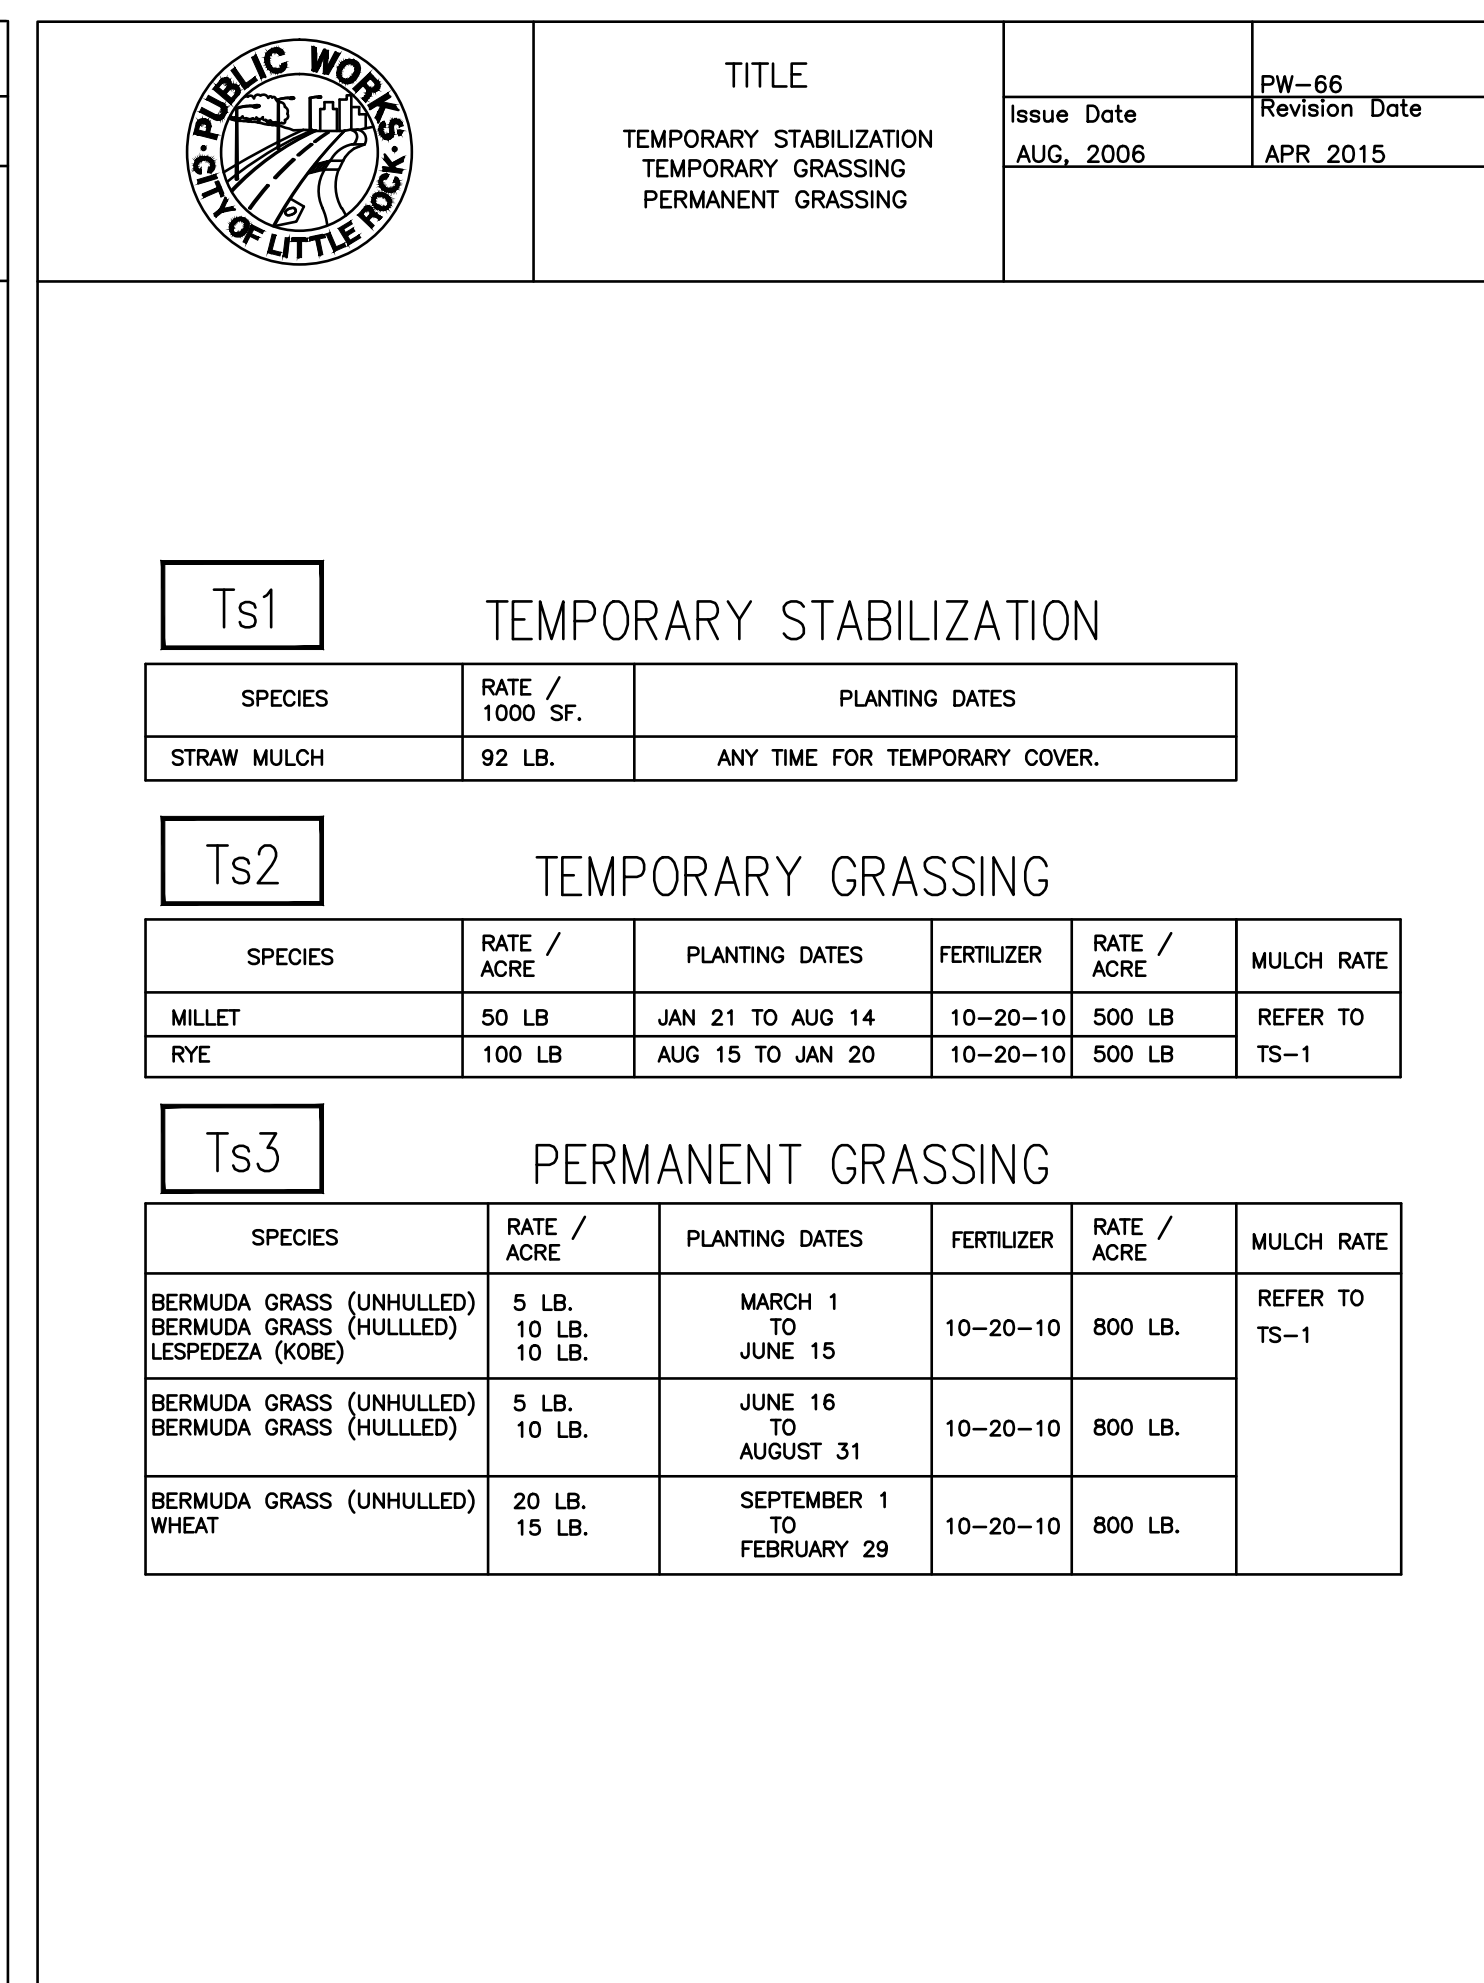 PUBLIC WORKS
CITY OF LITTLE ROCK
TITLE
TEMPORARY STABILIZATION
TEMPORARY GRASSING
PERMANENT GRASSING
PW-66
Issue Date
AUG, 2006
Revision Date
APR 2015
Ts1
TEMPORARY STABILIZATION
SPECIES RATE / 1000 SF. PLANTING DATES
STRAW MULCH 92 LB. ANY TIME FOR TEMPORARY COVER.
Ts2
TEMPORARY GRASSING
SPECIES RATE / ACRE PLANTING DATES FERTILIZER RATE / ACRE MULCH RATE
MILLET 50 LB JAN 21 TO AUG 14 10-20-10 500 LB REFER TO
RYE 100 LB AUG 15 TO JAN 20 10-20-10 500 LB TS-1
Ts3
PERMANENT GRASSING
SPECIES RATE / ACRE PLANTING DATES FERTILIZER RATE / ACRE MULCH RATE
BERMUDA GRASS (UNHULLED) 5 LB. MARCH 1 REFER TO
BERMUDA GRASS (HULLLED) 10 LB. TO 10-20-10 800 LB. TS-1
LESPEDEZA (KOBE) 10 LB. JUNE 15
BERMUDA GRASS (UNHULLED) 5 LB. JUNE 16
BERMUDA GRASS (HULLLED) 10 LB. TO 10-20-10 800 LB.
AUGUST 31
BERMUDA GRASS (UNHULLED) 20 LB. SEPTEMBER 1
WHEAT 15 LB. TO 10-20-10 800 LB.
FEBRUARY 29